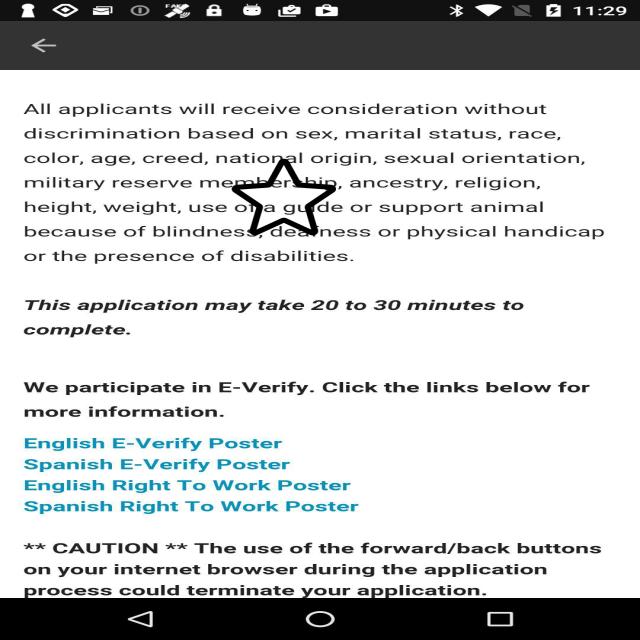 11:29
All applicants will receive consideration without
discrimination based on sex, marital status, race,
color, age, creed, national origin, sexual orientation,
military reserve membership, ancestry, religion,
height, weight, use of a guide or support animal
because of blindness, deafness or physical handicap
or the presence of disabilities.
This application may take 20 to 30 minutes to
complete.
We participate in E-Verify. Click the links below for
more information.
English E-Verify Poster
Spanish E-Verify Poster
English Right To Work Poster
Spanish Right To Work Poster
** CAUTION ** The use of the forward/back buttons
on your internet browser during the application
process could terminate your application.